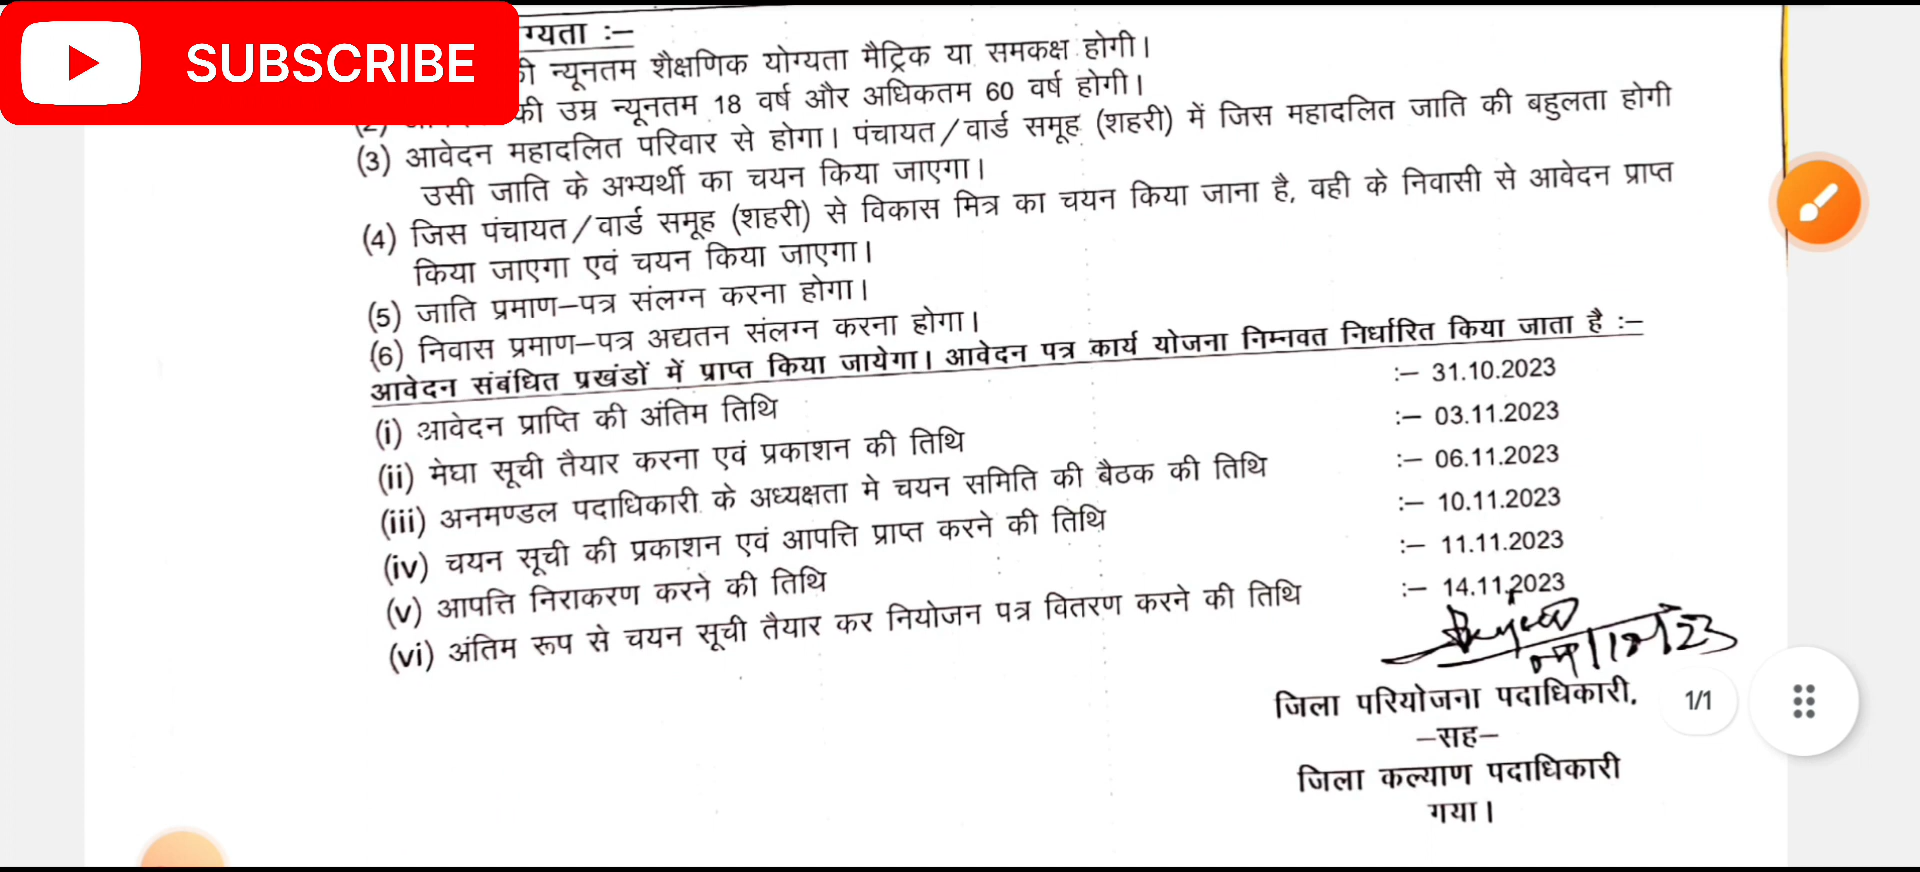 SUBSCRIBE
ग्यता :–
न्यूनतम शैक्षणिक योग्यता मैट्रिक या समकक्ष होगी।
की उम्र न्यूनतम 18 वर्ष और अधिकतम 60 वर्ष होगी।
(3) आवेदन महादलित परिवार से होगा। पंचायत/वार्ड समूह (शहरी) में जिस महादलित जाति की बहुलता होगी
उसी जाति के अभ्यर्थी का चयन किया जाएगा।
(4) जिस पंचायत/वार्ड समूह (शहरी) से विकास मित्र का चयन किया जाना है, वही के निवासी से आवेदन प्राप्त
किया जाएगा एवं चयन किया जाएगा।
(5) जाति प्रमाण–पत्र संलग्न करना होगा।
(6) निवास प्रमाण–पत्र अद्यतन संलग्न करना होगा।
आवेदन संबंधित प्रखंडों में प्राप्त किया जायेगा। आवेदन पत्र कार्य योजना निम्नवत निर्धारित किया जाता है :–
(i) आवेदन प्राप्ति की अंतिम तिथि :– 31.10.2023
(ii) मेघा सूची तैयार करना एवं प्रकाशन की तिथि :– 03.11.2023
(iii) अनमण्डल पदाधिकारी के अध्यक्षता मे चयन समिति की बैठक की तिथि :– 06.11.2023
(iv) चयन सूची की प्रकाशन एवं आपत्ति प्राप्त करने की तिथि :– 10.11.2023
(v) आपत्ति निराकरण करने की तिथि :– 11.11.2023
(vi) अंतिम रूप से चयन सूची तैयार कर नियोजन पत्र वितरण करने की तिथि :– 14.11.2023
जिला परियोजना पदाधिकारी,
1/1
–सह–
जिला कल्याण पदाधिकारी
गया।